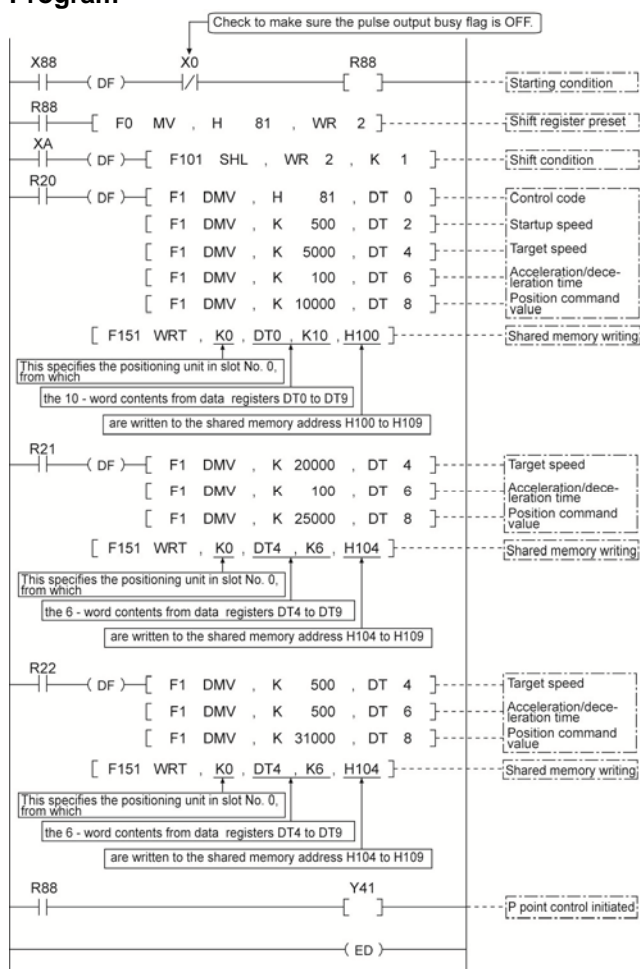 Program
Check to make sure the pulse output busy flag is OFF.
X88 X0 R88
( DF ) Starting condition
R88
[ F0 MV , H 81 , WR 2 ] Shift register preset
XA
( DF ) [ F101 SHL , WR 2 , K 1 ] Shift condition
R20
( DF ) [ F1 DMV , H 81 , DT 0 ] Control code
[ F1 DMV , K 500 , DT 2 ] Startup speed
[ F1 DMV , K 5000 , DT 4 ] Target speed
[ F1 DMV , K 100 , DT 6 ] Acceleration/dece-
leration time
[ F1 DMV , K 10000 , DT 8 ] Position command
value
[ F151 WRT , K0 , DT0 , K10 , H100 ] Shared memory writing
This specifies the positioning unit in slot No. 0,
from which
the 10 - word contents from data registers DT0 to DT9
are written to the shared memory address H100 to H109
R21
( DF ) [ F1 DMV , K 20000 , DT 4 ] Target speed
[ F1 DMV , K 100 , DT 6 ] Acceleration/dece-
leration time
[ F1 DMV , K 25000 , DT 8 ] Position command
value
[ F151 WRT , K0 , DT4 , K6 , H104 ] Shared memory writing
This specifies the positioning unit in slot No. 0,
from which
the 6 - word contents from data registers DT4 to DT9
are written to the shared memory address H104 to H109
R22
( DF ) [ F1 DMV , K 500 , DT 4 ] Target speed
[ F1 DMV , K 500 , DT 6 ] Acceleration/dece-
leration time
[ F1 DMV , K 31000 , DT 8 ] Position command
value
[ F151 WRT , K0 , DT4 , K6 , H104 ] Shared memory writing
This specifies the positioning unit in slot No. 0,
from which
the 6 - word contents from data registers DT4 to DT9
are written to the shared memory address H104 to H109
R88 Y41
[ ] P point control initiated
( ED )